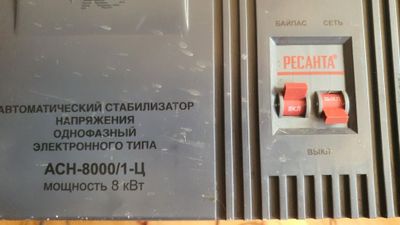 АВТОМАТИЧЕСКИЙ СТАБИЛИЗАТОР
НАПРЯЖЕНИЯ
ОДНОФАЗНЫЙ
ЭЛЕКТРОННОГО ТИПА
АСН-8000/1-Ц
мощность 8 кВт
БАЙПАС СЕТЬ
РЕСАНТА
ВЫКЛ